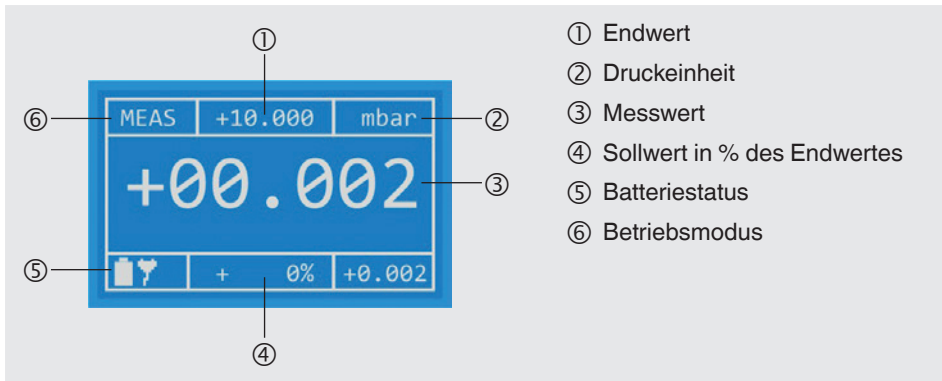 ①
⑥
MEAS
+10.000
mbar
②
+00.002
③
⑤
+ 0%
+0.002
④
① Endwert
② Druckeinheit
③ Messwert
④ Sollwert in % des Endwertes
⑤ Batteriestatus
⑥ Betriebsmodus